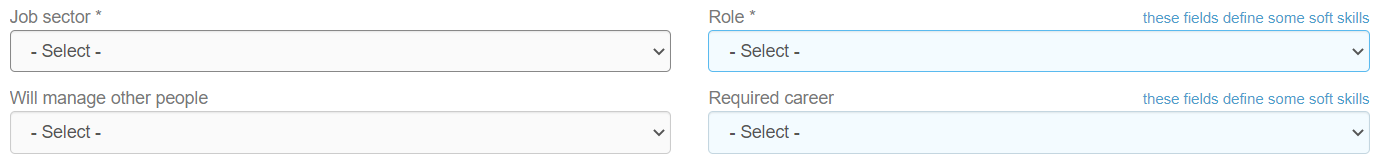 Job sector *
Role *
these fields define some soft skills
- Select -
- Select -
Will manage other people
Required career
these fields define some soft skills
- Select -
- Select -